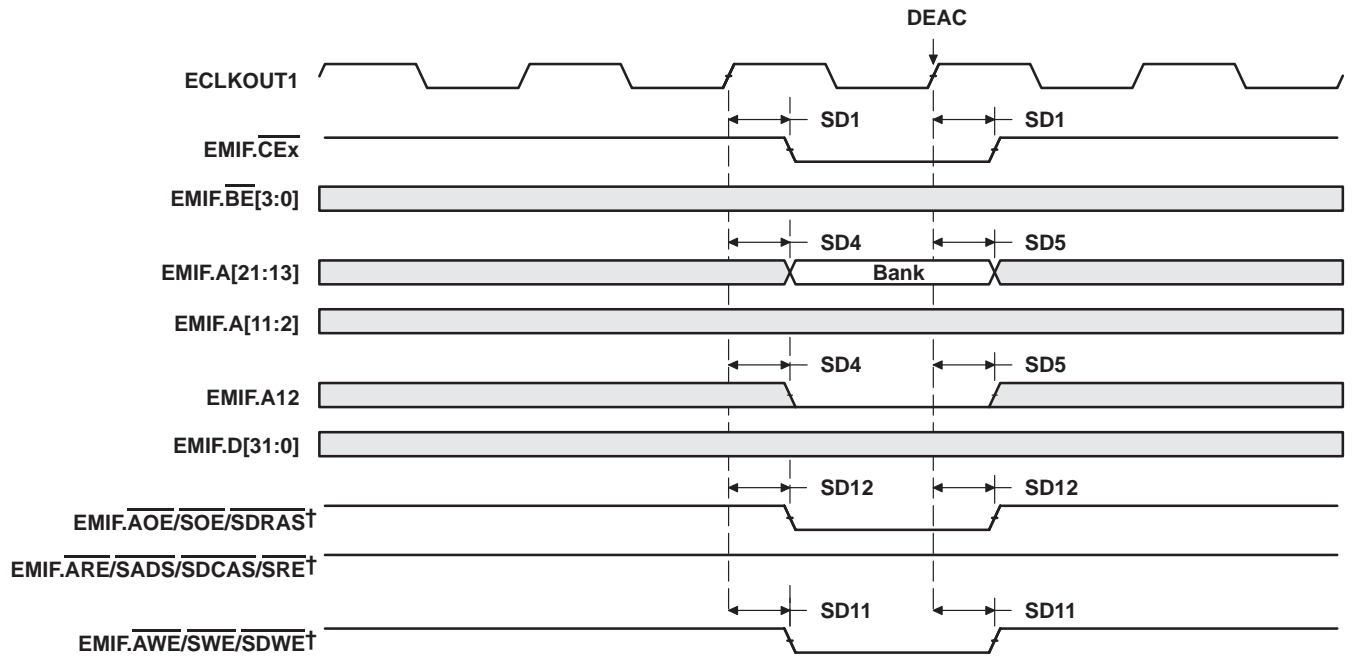 DEAC
ECLKOUT1
SD1 SD1
EMIF.CEx
EMIF.BE[3:0]
SD4 SD5
EMIF.A[21:13] Bank
EMIF.A[11:2]
SD4 SD5
EMIF.A12
EMIF.D[31:0]
SD12 SD12
EMIF.AOE/SOE/SDRAS†
EMIF.ARE/SADS/SDCAS/SRE†
SD11 SD11
EMIF.AWE/SWE/SDWE†